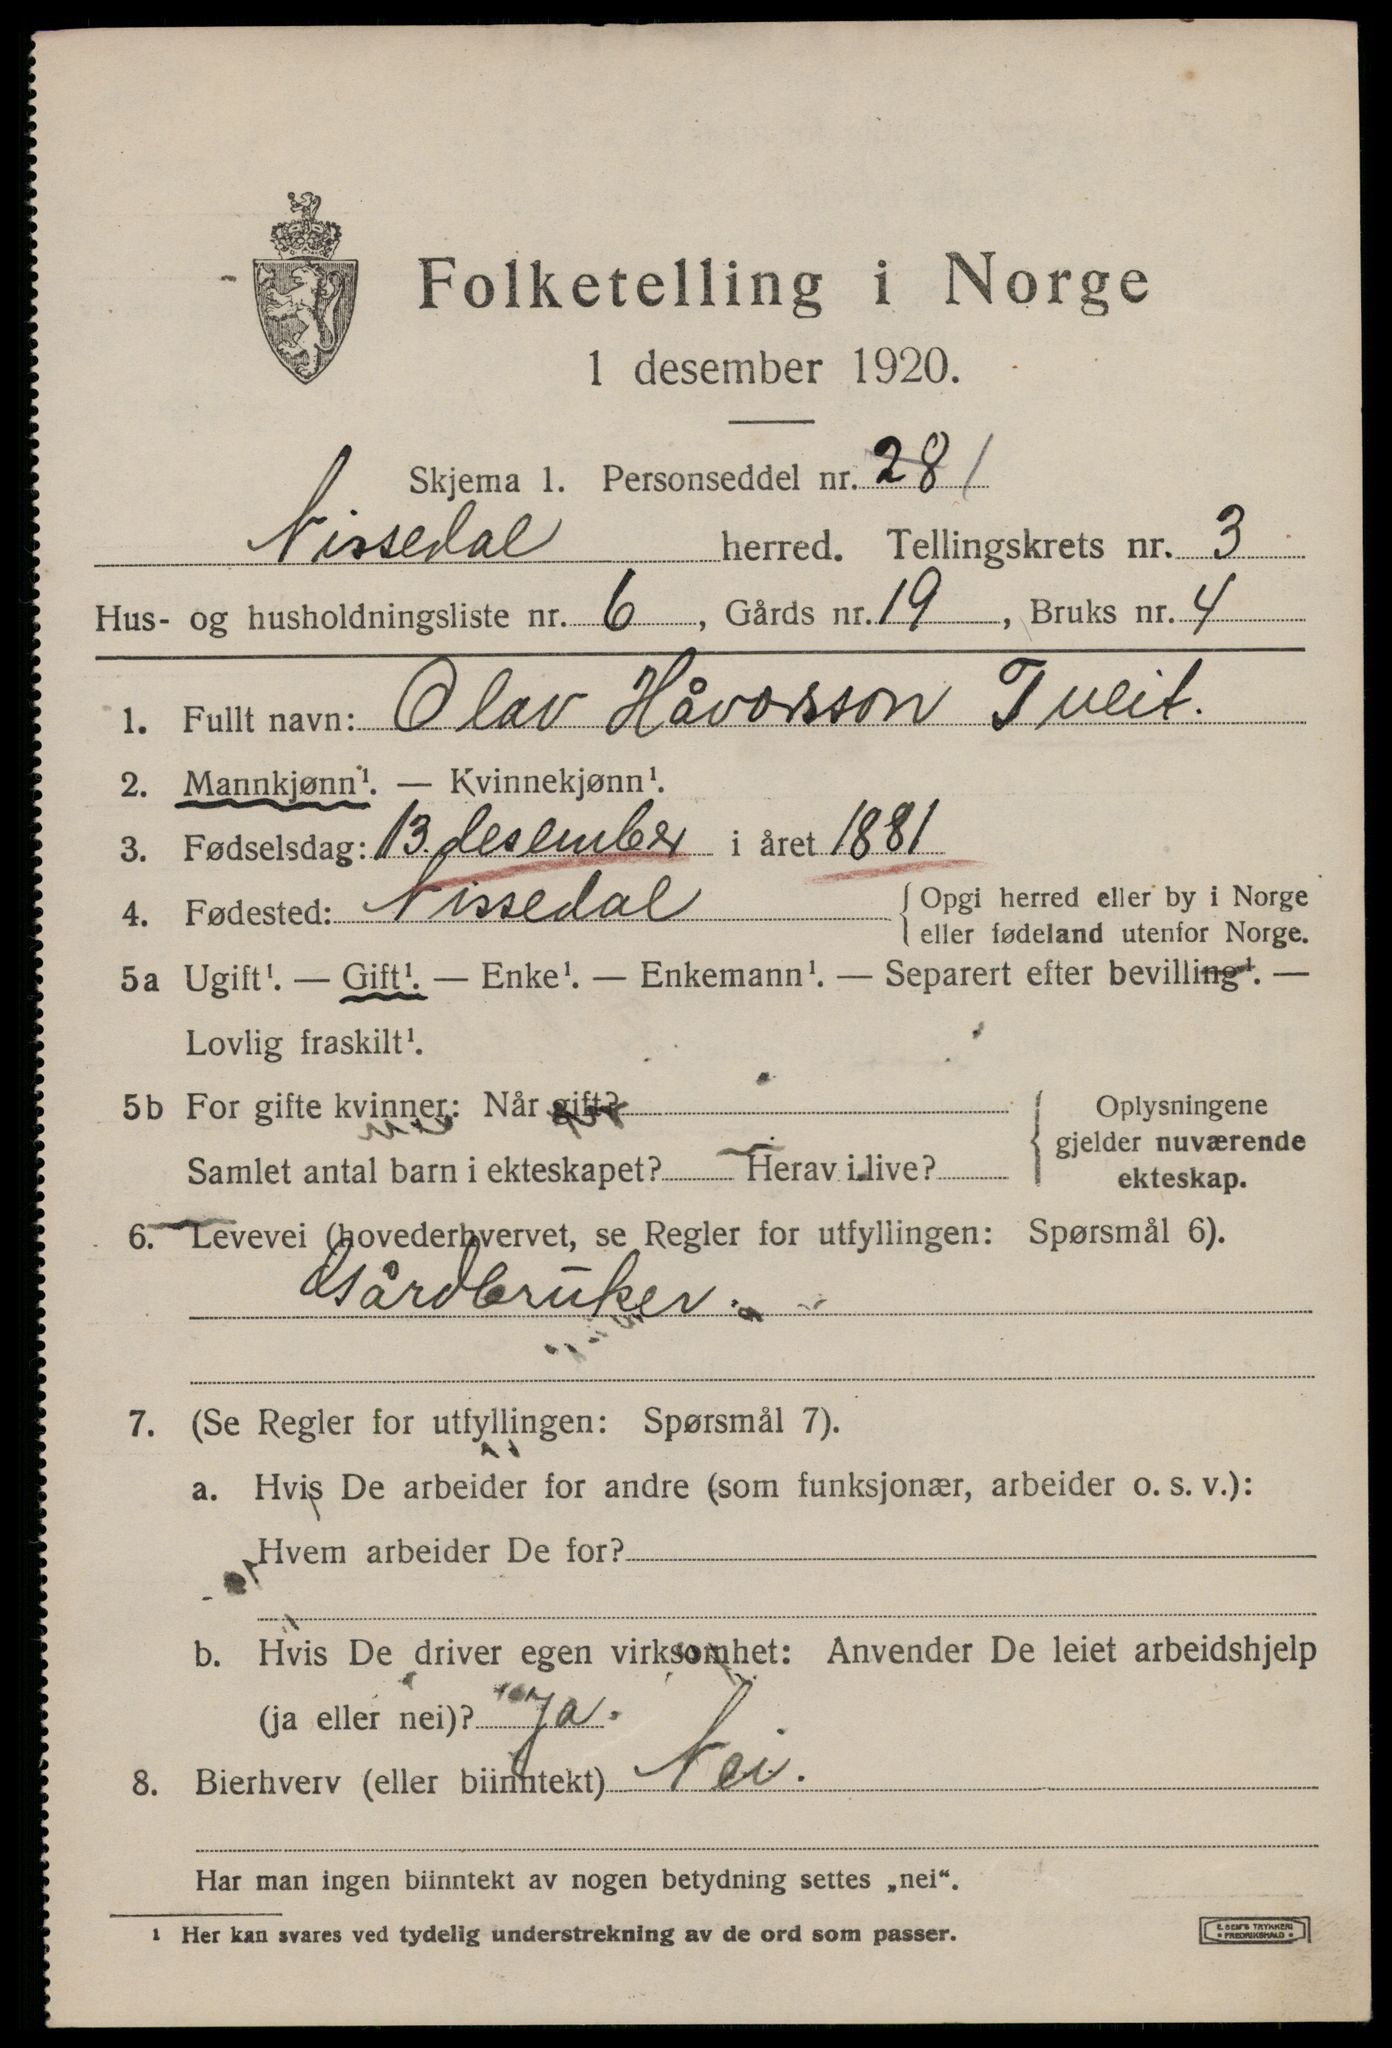 Folketelling i Norge
1 desember 1920.
Skjema 1. Personseddel nr. 28 1
Nissedal herred. Tellingskrets nr. 3
Hus- og husholdningsliste nr. 6, Gårds nr. 19, Bruks nr. 4
1. Fullt navn: Olav Håvorsson Tveit.
2. Mannkjønn¹. — Kvinnekjønn¹.
3. Fødselsdag: 13. desember i året 1881
4. Fødested: Nissedal { Opgi herred eller by i Norge
eller fødeland utenfor Norge.
5a Ugift¹. — Gift¹. — Enke¹. — Enkemann¹. — Separert efter bevilling¹. —
Lovlig fraskilt¹.
5b For gifte kvinner: Når gift?
Samlet antal barn i ekteskapet? Herav i live?
Oplysningene
gjelder nuværende
ekteskap.
6. Levevei (hovederhvervet, se Regler for utfyllingen: Spørsmål 6).
Gårdbruker.
7. (Se Regler for utfyllingen: Spørsmål 7).
a. Hvis De arbeider for andre (som funksjonær, arbeider o. s. v.):
Hvem arbeider De for?
b. Hvis De driver egen virksomhet: Anvender De leiet arbeidshjelp
(ja eller nei)? Ja.
8. Bierhverv (eller biinntekt) Nei.
Har man ingen biinntekt av nogen betydning settes „nei“.
¹ Her kan svares ved tydelig understrekning av de ord som passer.
E. SEM'S TRYKKERI
• FREDRIKSHALD •